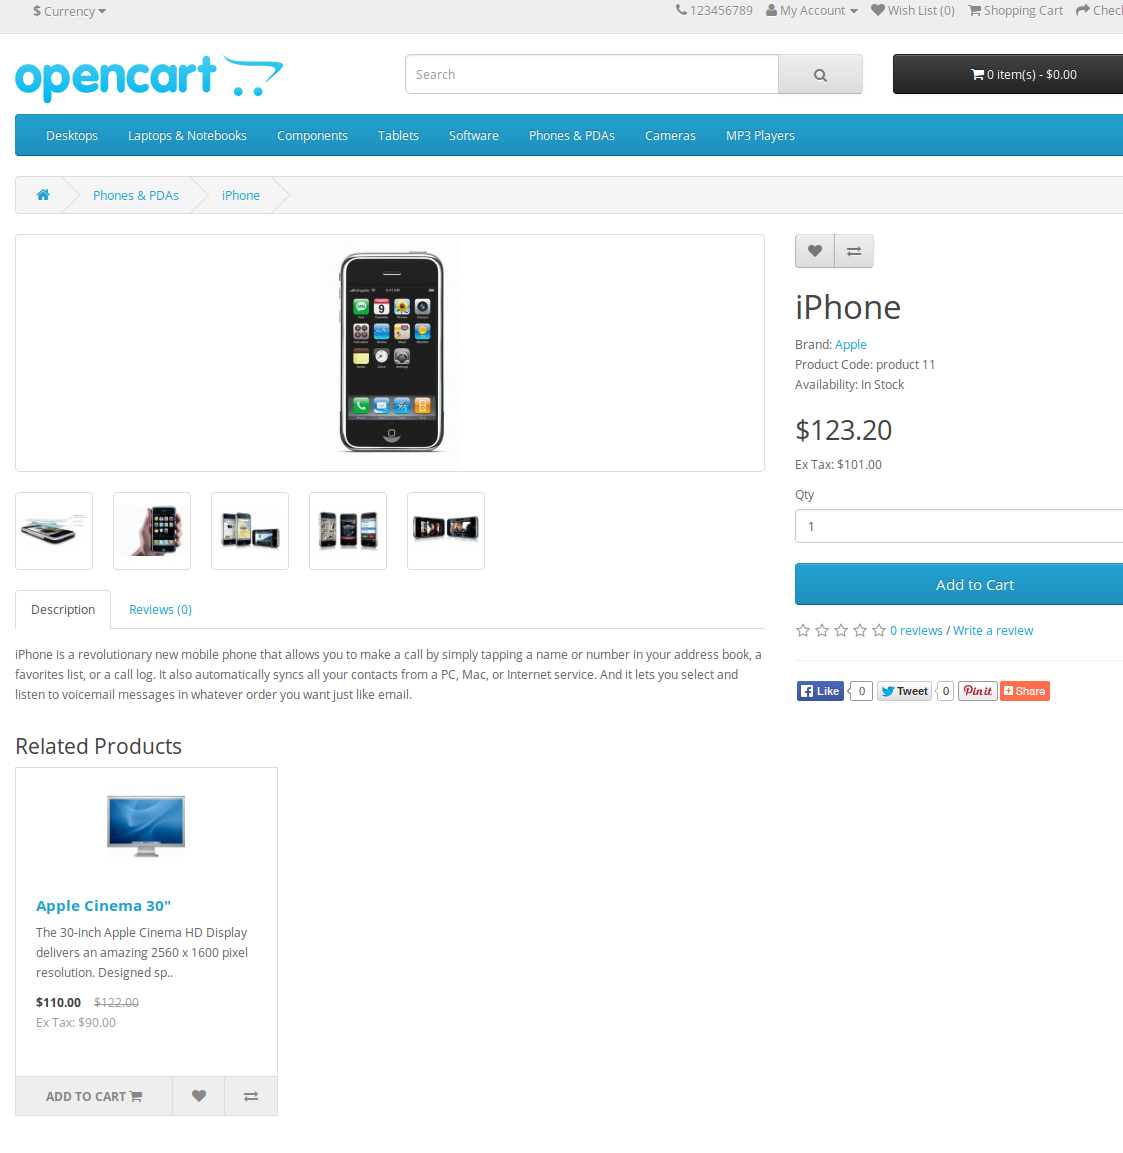 $ Currency
123456789 My Account Wish List (0) Shopping Cart Chec
opencart
Search
0 item(s) - $0.00
Desktops Laptops & Notebooks Components Tablets Software Phones & PDAs Cameras MP3 Players
Phones & PDAs iPhone
iPhone
Brand: Apple
Product Code: product 11
Availability: In Stock
$123.20
Ex Tax: $101.00
Qty
1
Add to Cart
0 reviews / Write a review
Like 0 Tweet 0 Pin it Share
Description Reviews (0)
iPhone is a revolutionary new mobile phone that allows you to make a call by simply tapping a name or number in your address book, a
favorites list, or a call log. It also automatically syncs all your contacts from a PC, Mac, or Internet service. And it lets you select and
listen to voicemail messages in whatever order you want just like email.
Related Products
Apple Cinema 30"
The 30-inch Apple Cinema HD Display
delivers an amazing 2560 x 1600 pixel
resolution. Designed sp..
$110.00 $122.00
Ex Tax: $90.00
ADD TO CART